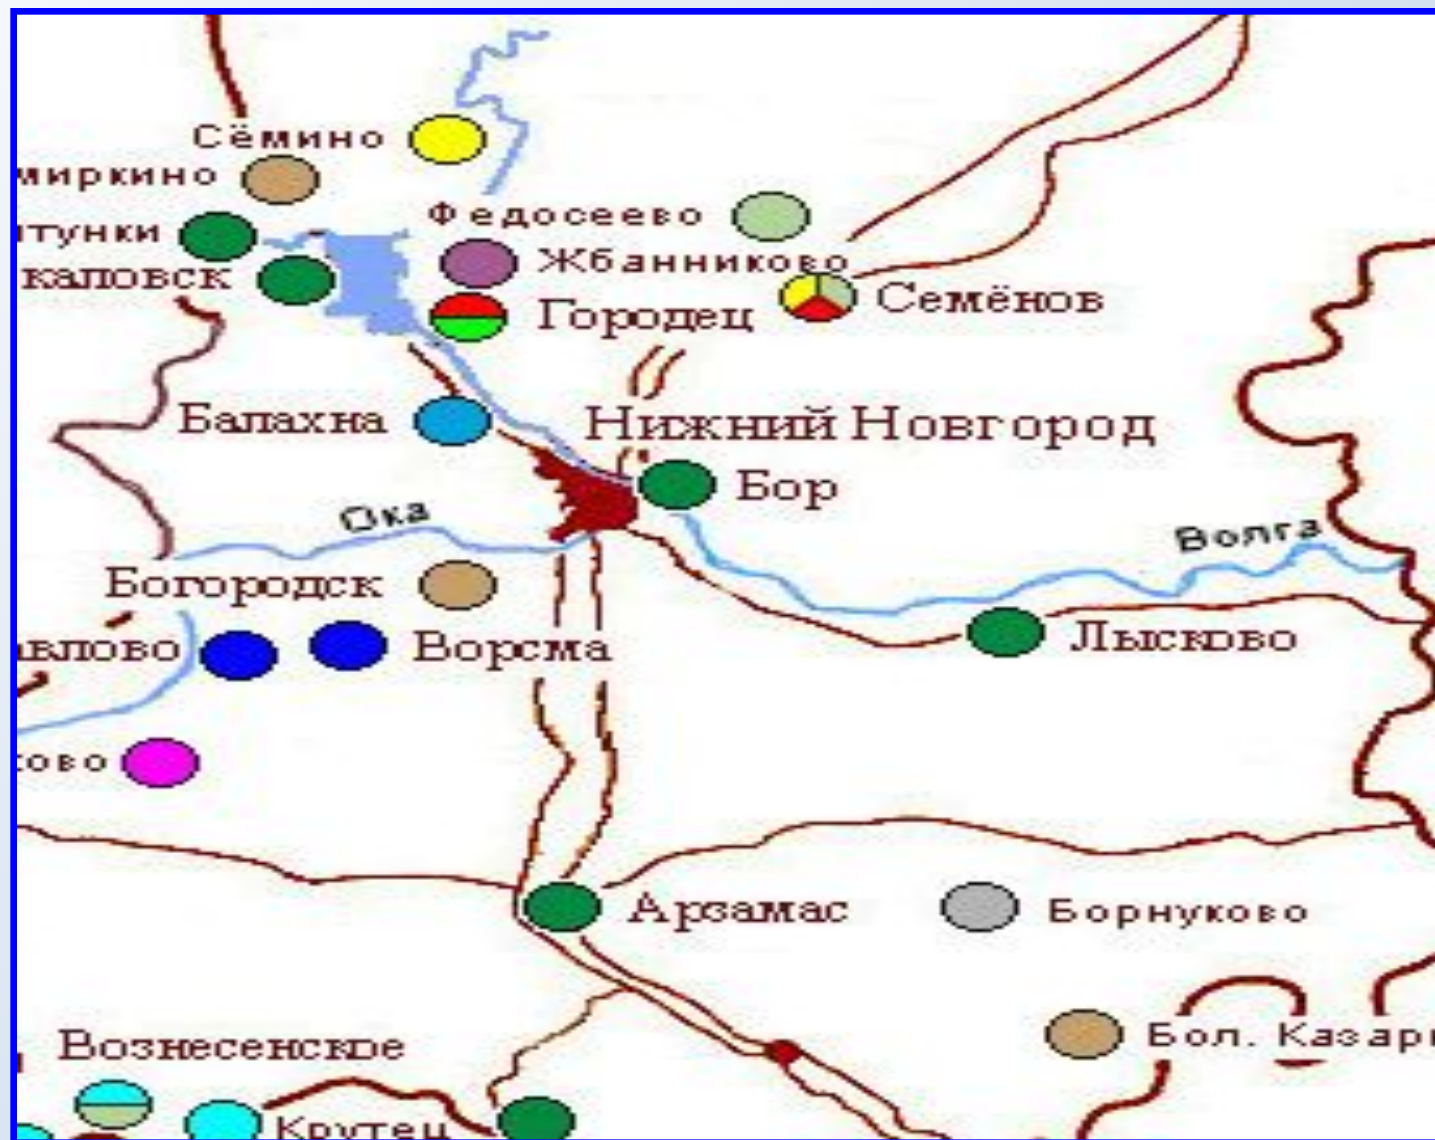 Сёмино
миркино
Федосеево
тунки
Жбанниково
каловск
Семёнов
Городец
Балахна
Нижний Новгород
Бор
Ока
Волга
Богородск
авлово
Ворсма
Лысково
ково
Арзамас
Борнуково
Бол. Казари
Вознесенское
Крутец